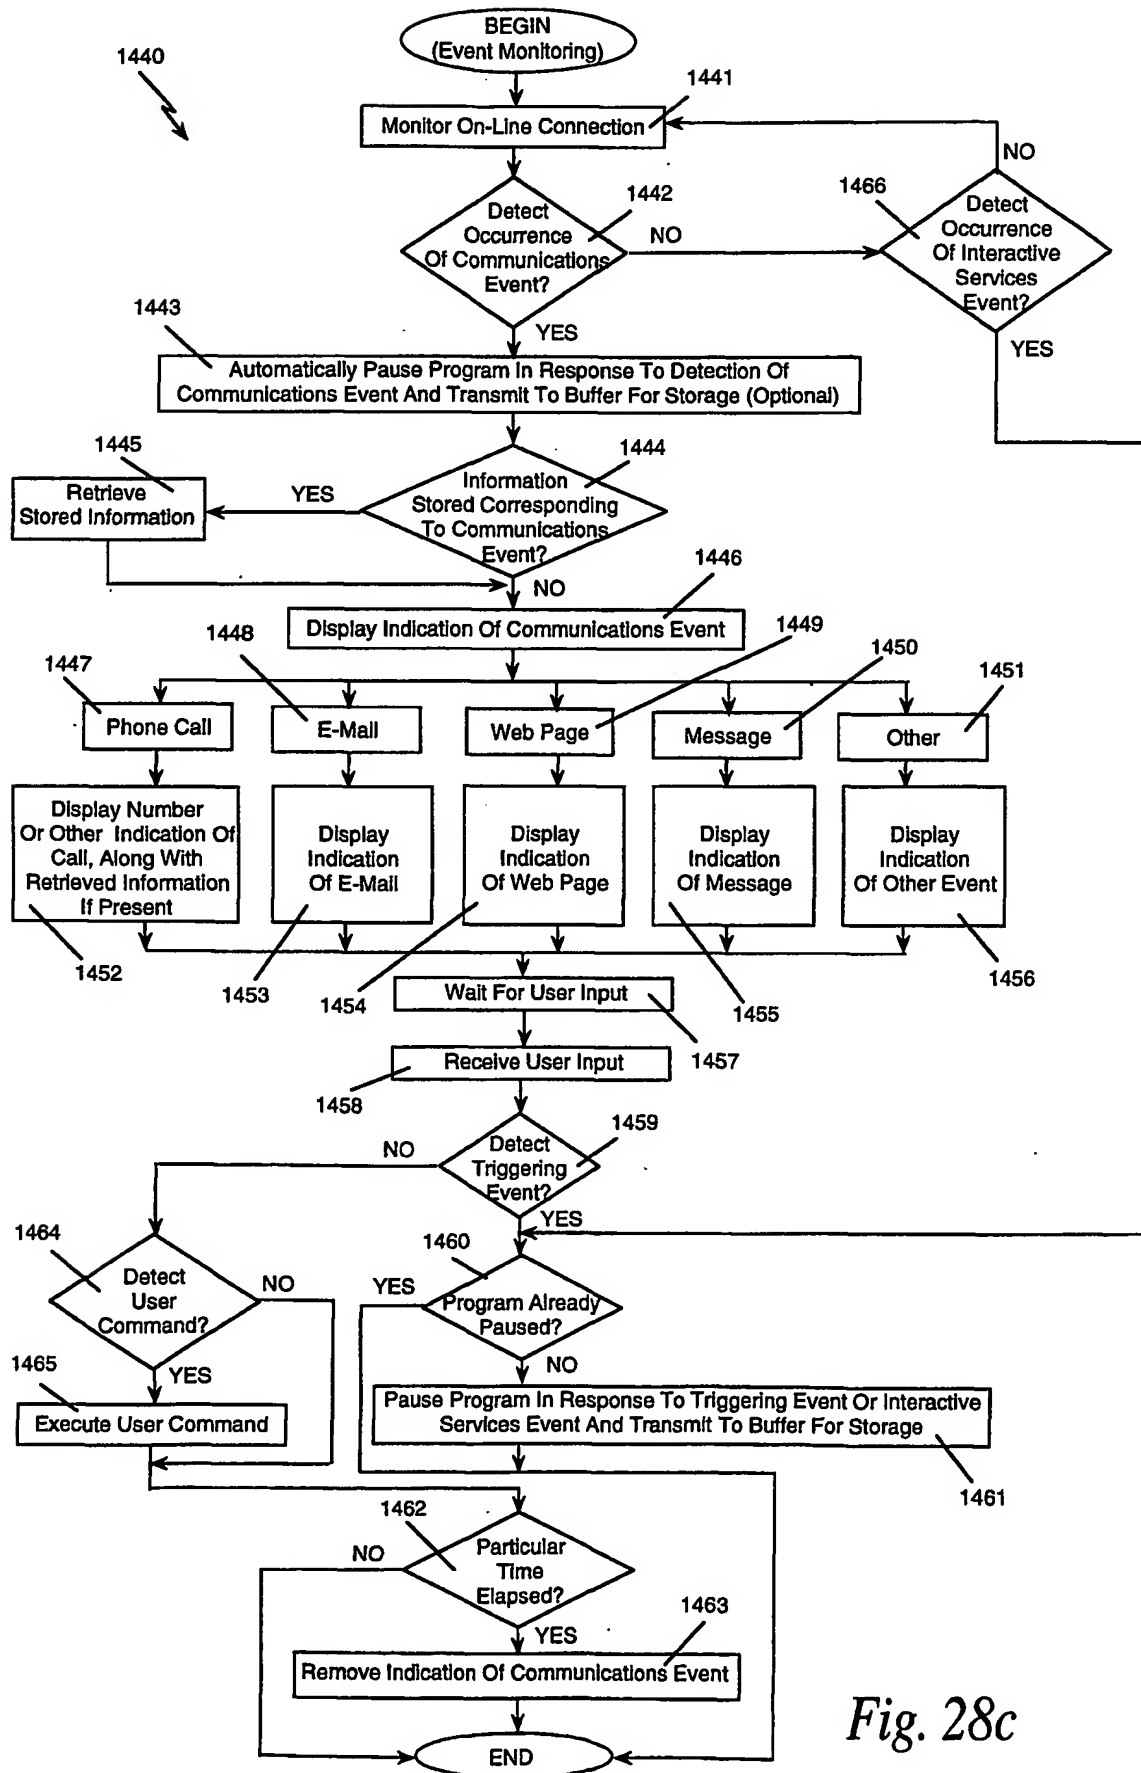 BEGIN
(Event Monitoring)
1440
1441
Monitor On-Line Connection
NO
1442
1466
Detect
Occurrence
Of Communications
Event?
NO
Detect
Occurrence
Of Interactive
Services
Event?
1443
YES
YES
Automatically Pause Program In Response To Detection Of
Communications Event And Transmit To Buffer For Storage (Optional)
1445
1444
Retrieve
Stored Information
YES
Information
Stored Corresponding
To Communications
Event?
1446
NO
Display Indication Of Communications Event
1448
1449
1450
1447
1451
Phone Call
E-Mail
Web Page
Message
Other
Display Number
Or Other Indication Of
Call, Along With
Retrieved Information
If Present
Display
Indication
Of E-Mail
Display
Indication
Of Web Page
Display
Indication
Of Message
Display
Indication
Of Other Event
1452
1453
1454
1455
1456
Wait For User Input
1457
Receive User Input
1458
1459
NO
Detect
Triggering
Event?
YES
1464
1460
Detect
User
Command?
NO
YES
Program Already
Paused?
1465
YES
NO
Execute User Command
Pause Program In Response To Triggering Event Or Interactive
Services Event And Transmit To Buffer For Storage
1461
1462
NO
Particular
Time
Elapsed?
1463
YES
Remove Indication Of Communications Event
END
Fig. 28c